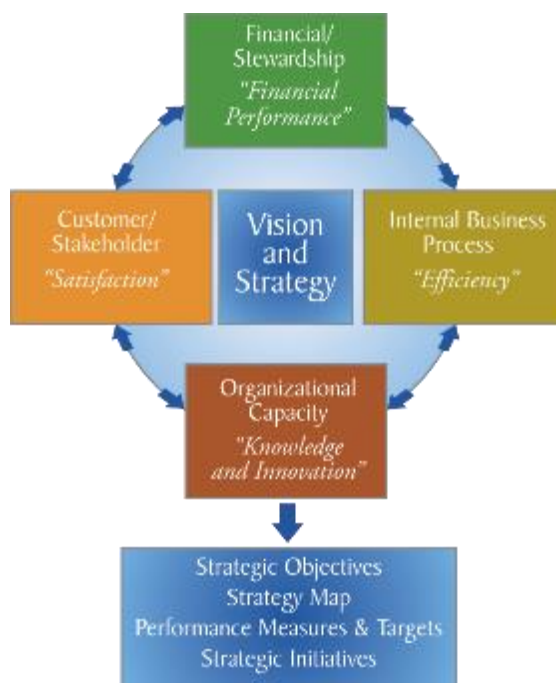 Financial/
Stewardship
“Financial
Performance”
Customer/
Stakeholder
“Satisfaction”
Vision
and
Strategy
Internal Business
Process
“Efficiency”
Organizational
Capacity
“Knowledge
and Innovation”
Strategic Objectives
Strategy Map
Performance Measures & Targets
Strategic Initiatives